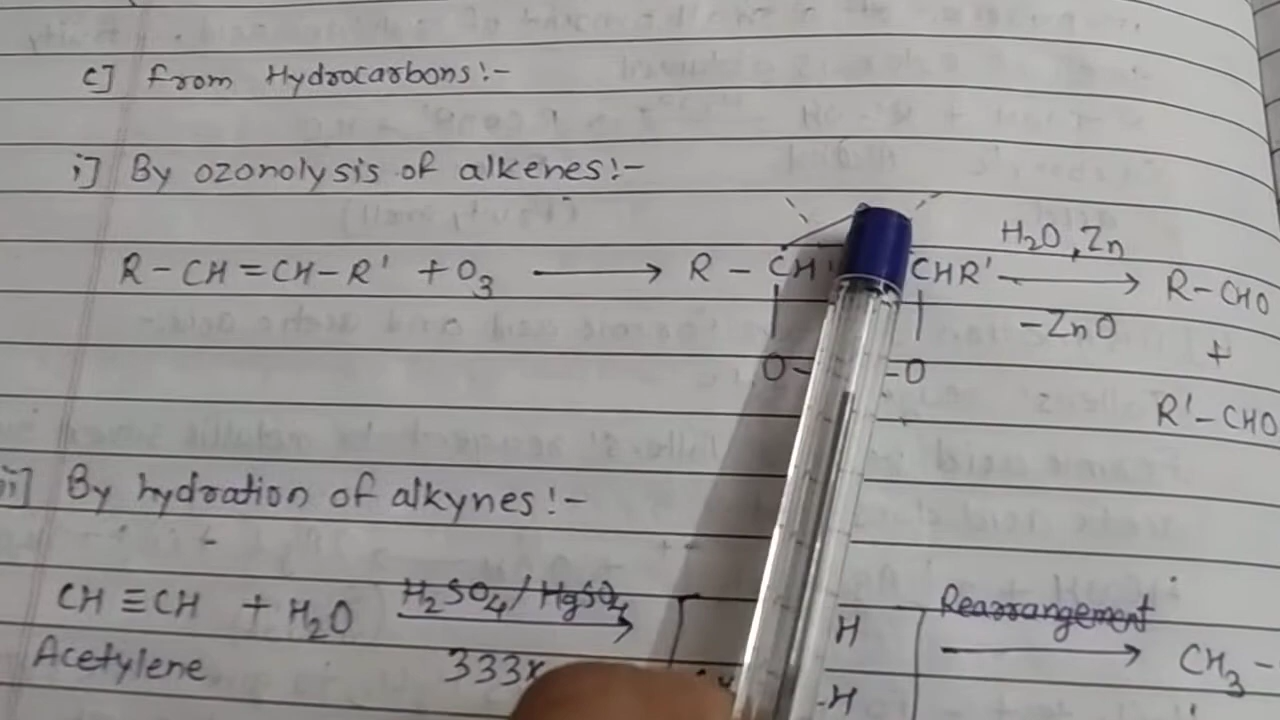 c] from Hydrocarbons:-
i] By ozonolysis of alkenes:-
H₂O, Zn
R - CH = CH - R' + O₃ ⟶ R - CH CHR' ⟶ R - CHO
-ZnO +
O- -O R' - CHO
ii] By hydration of alkynes:-
CH ≡ CH + H₂O H₂SO₄/HgSO₄ ⟶ [ H Rearrangement ⟶ CH₃ -
Acetylene 333K -H